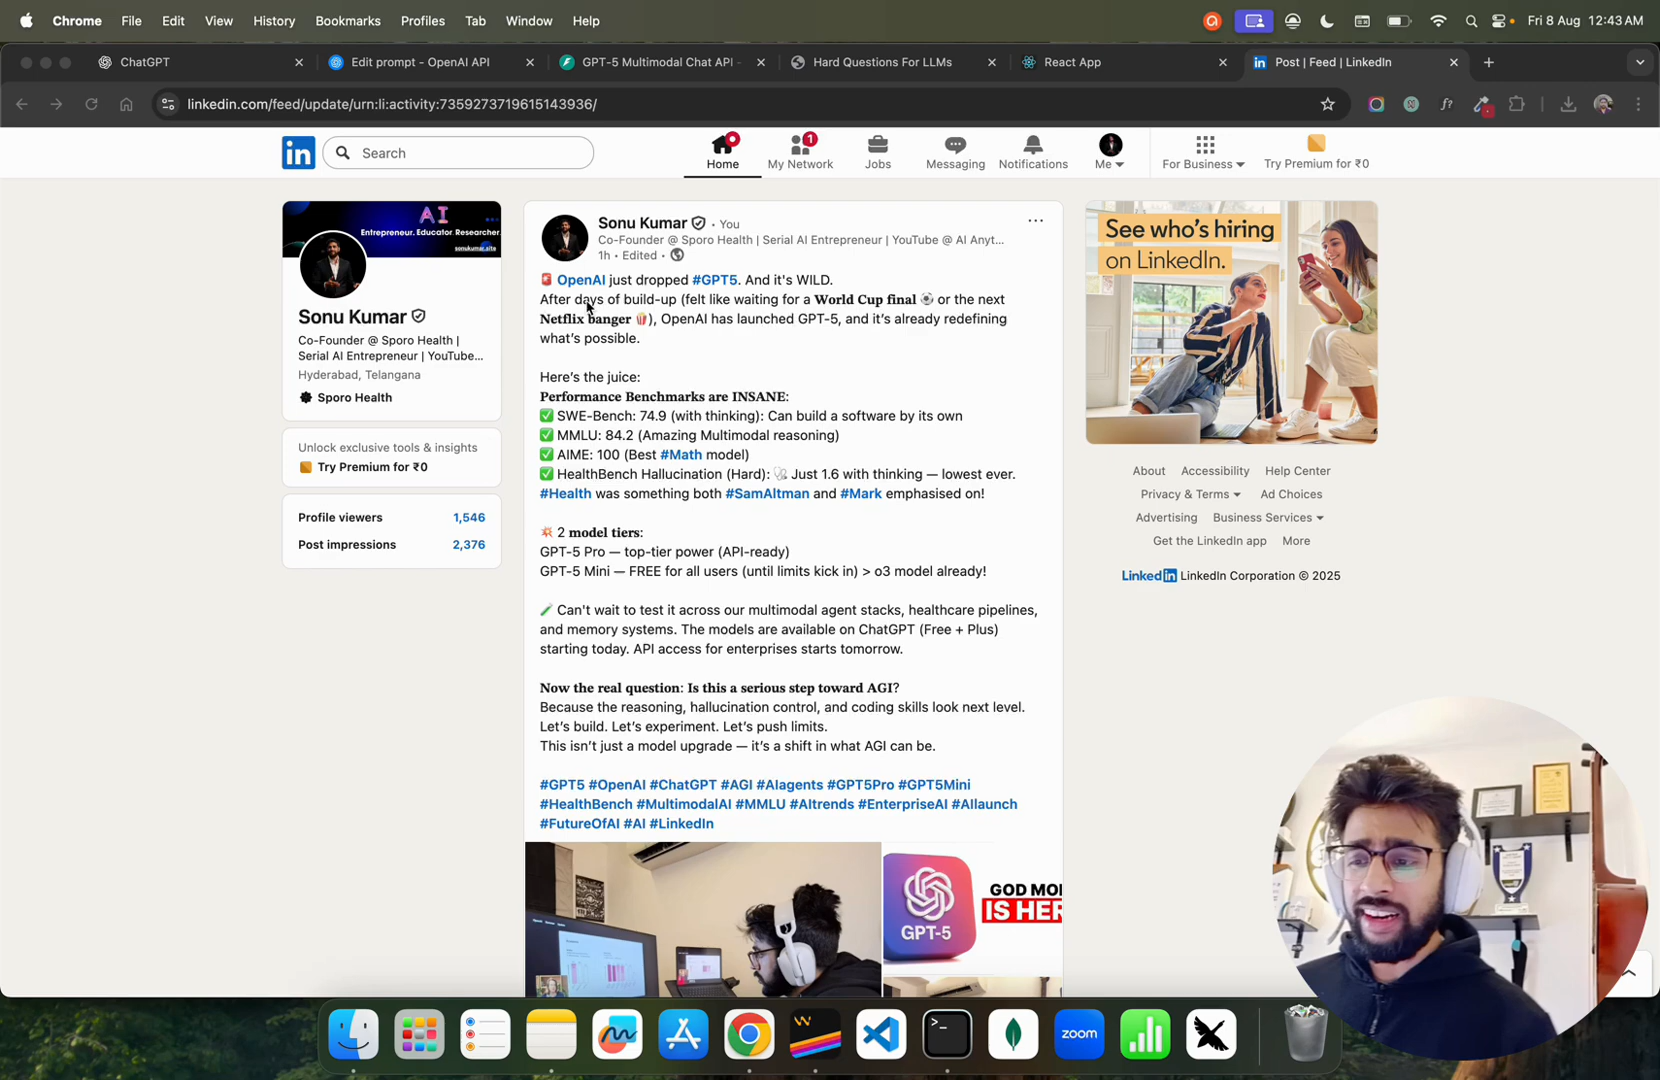 Chrome File Edit View History Bookmarks Profiles Tab Window Help
Fri 8 Aug 12:43 AM
ChatGPT
Edit prompt - OpenAI API
GPT-5 Multimodal Chat API -
Hard Questions For LLMs
React App
Post | Feed | LinkedIn
linkedin.com/feed/update/urn:li:activity:7359273719615143936/
f?
in
Search
Home
1
My Network
Jobs
Messaging
Notifications
Me
For Business
Try Premium for ₹0
AI
Entrepreneur. Educator. Researcher.
sonukumar.site
Sonu Kumar
Co-Founder @ Sporo Health |
Serial AI Entrepreneur | YouTube...
Hyderabad, Telangana
Sporo Health
Unlock exclusive tools & insights
Try Premium for ₹0
Profile viewers 1,546
Post impressions 2,376
Sonu Kumar • You
Co-Founder @ Sporo Health | Serial AI Entrepreneur | YouTube @ AI Anyt...
1h • Edited •
🚨 OpenAI just dropped #GPT5. And it's WILD.
After days of build-up (felt like waiting for a World Cup final ⚽ or the next
Netflix banger 🍿), OpenAI has launched GPT-5, and it's already redefining
what's possible.
Here's the juice:
Performance Benchmarks are INSANE:
✅ SWE-Bench: 74.9 (with thinking): Can build a software by its own
✅ MMLU: 84.2 (Amazing Multimodal reasoning)
✅ AIME: 100 (Best #Math model)
✅ HealthBench Hallucination (Hard): 🩺 Just 1.6 with thinking — lowest ever.
#Health was something both #SamAltman and #Mark emphasised on!
💥 2 model tiers:
GPT-5 Pro — top-tier power (API-ready)
GPT-5 Mini — FREE for all users (until limits kick in) > o3 model already!
🧪 Can't wait to test it across our multimodal agent stacks, healthcare pipelines,
and memory systems. The models are available on ChatGPT (Free + Plus)
starting today. API access for enterprises starts tomorrow.
Now the real question: Is this a serious step toward AGI?
Because the reasoning, hallucination control, and coding skills look next level.
Let's build. Let's experiment. Let's push limits.
This isn't just a model upgrade — it's a shift in what AGI can be.
#GPT5 #OpenAI #ChatGPT #AGI #AIagents #GPT5Pro #GPT5Mini
#HealthBench #MultimodalAI #MMLU #AItrends #EnterpriseAI #AIlaunch
#FutureOfAI #AI #LinkedIn
GPT-5
GOD MO
IS HER
See who's hiring
on LinkedIn.
About Accessibility Help Center
Privacy & Terms Ad Choices
Advertising Business Services
Get the LinkedIn app More
LinkedIn LinkedIn Corporation © 2025
zoom